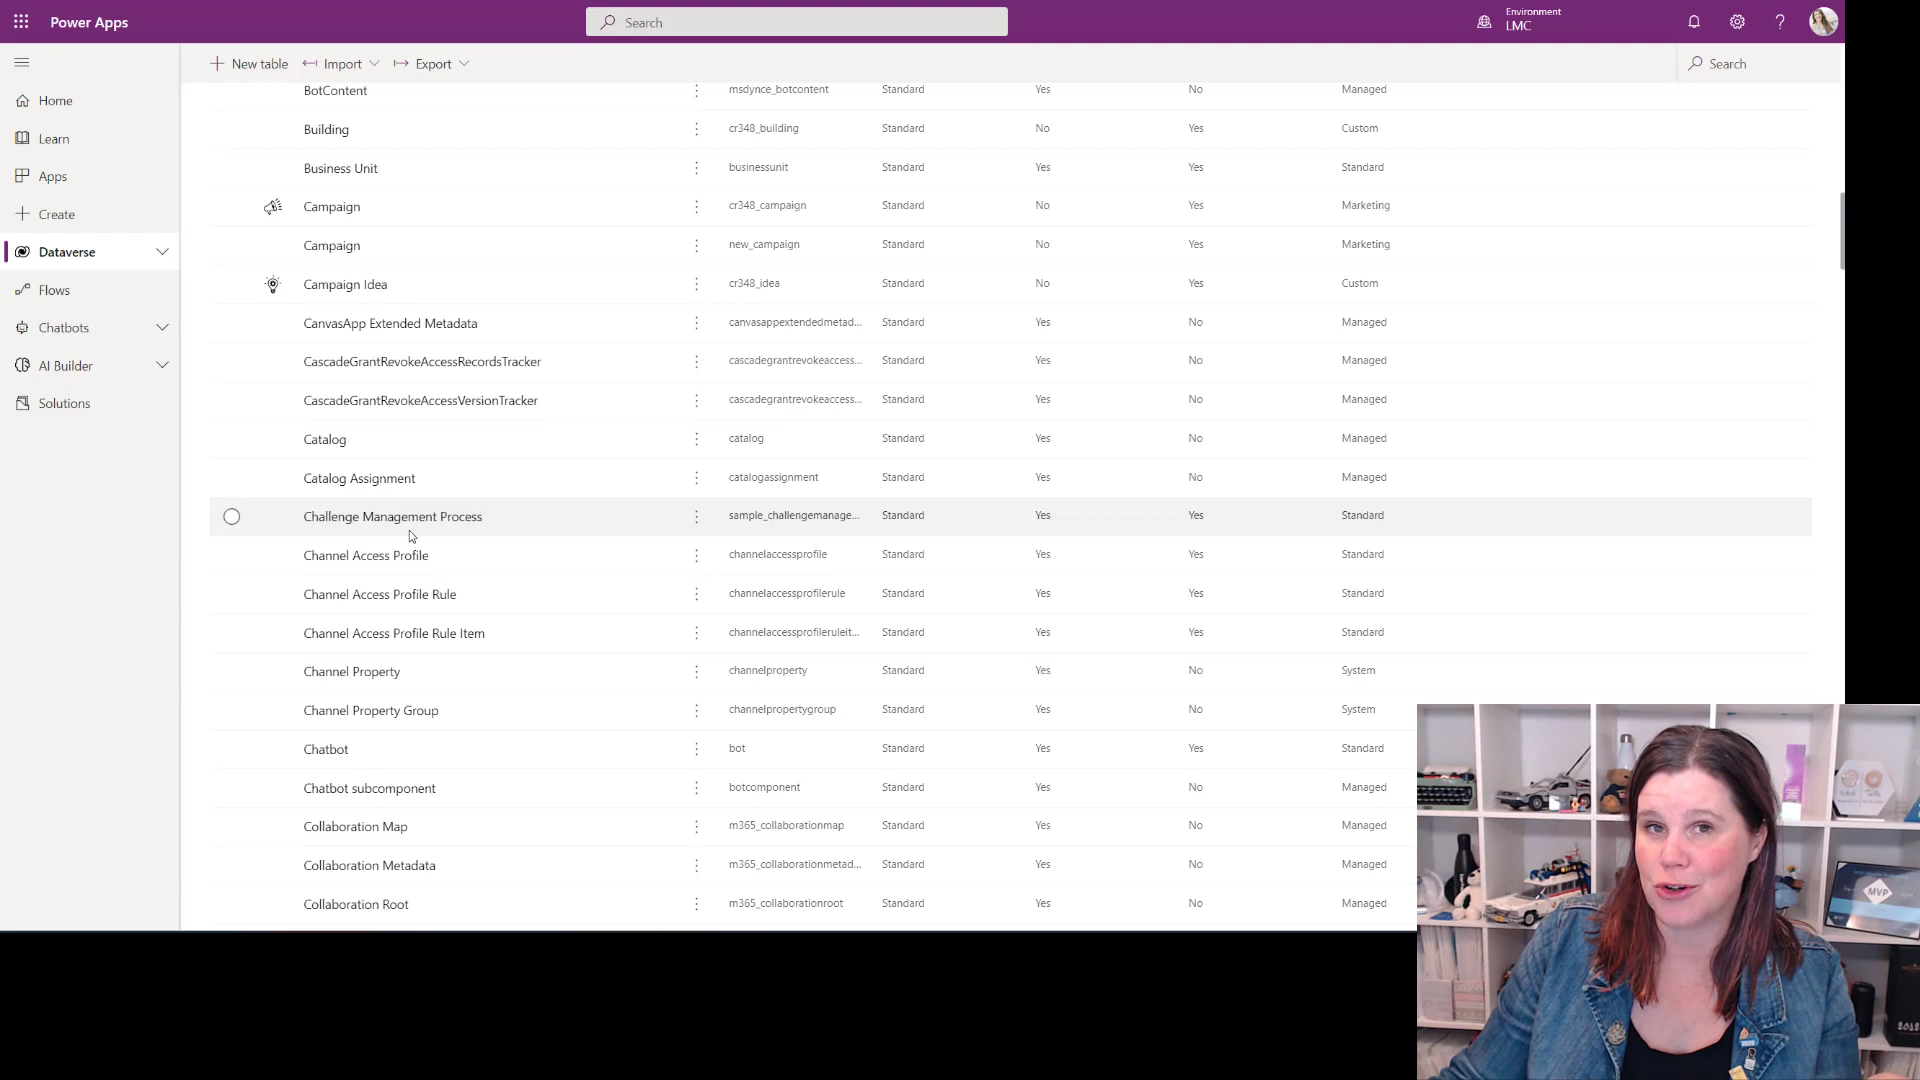 Power Apps
Search
Environment
LMC
New table
Import
Export
Search
Home
Learn
Apps
Create
Dataverse
Flows
Chatbots
AI Builder
Solutions
BotContent msdynce_botcontent Standard Yes No Managed
Building cr348_building Standard No Yes Custom
Business Unit businessunit Standard Yes Yes Standard
Campaign cr348_campaign Standard No Yes Marketing
Campaign new_campaign Standard No Yes Marketing
Campaign Idea cr348_idea Standard No Yes Custom
CanvasApp Extended Metadata canvasappextendedmetad... Standard Yes No Managed
CascadeGrantRevokeAccessRecordsTracker cascadegrantrevokeaccess... Standard Yes No Managed
CascadeGrantRevokeAccessVersionTracker cascadegrantrevokeaccess... Standard Yes No Managed
Catalog catalog Standard Yes No Managed
Catalog Assignment catalogassignment Standard Yes No Managed
Challenge Management Process sample_challengemanage... Standard Yes Yes Standard
Channel Access Profile channelaccessprofile Standard Yes Yes Standard
Channel Access Profile Rule channelaccessprofilerule Standard Yes Yes Standard
Channel Access Profile Rule Item channelaccessprofileruleit... Standard Yes Yes Standard
Channel Property channelproperty Standard Yes No System
Channel Property Group channelpropertygroup Standard Yes No System
Chatbot bot Standard Yes Yes Standard
Chatbot subcomponent botcomponent Standard Yes No Managed
Collaboration Map m365_collaborationmap Standard Yes No Managed
Collaboration Metadata m365_collaborationmetad... Standard Yes No Managed
Collaboration Root m365_collaborationroot Standard Yes No Managed
MVP